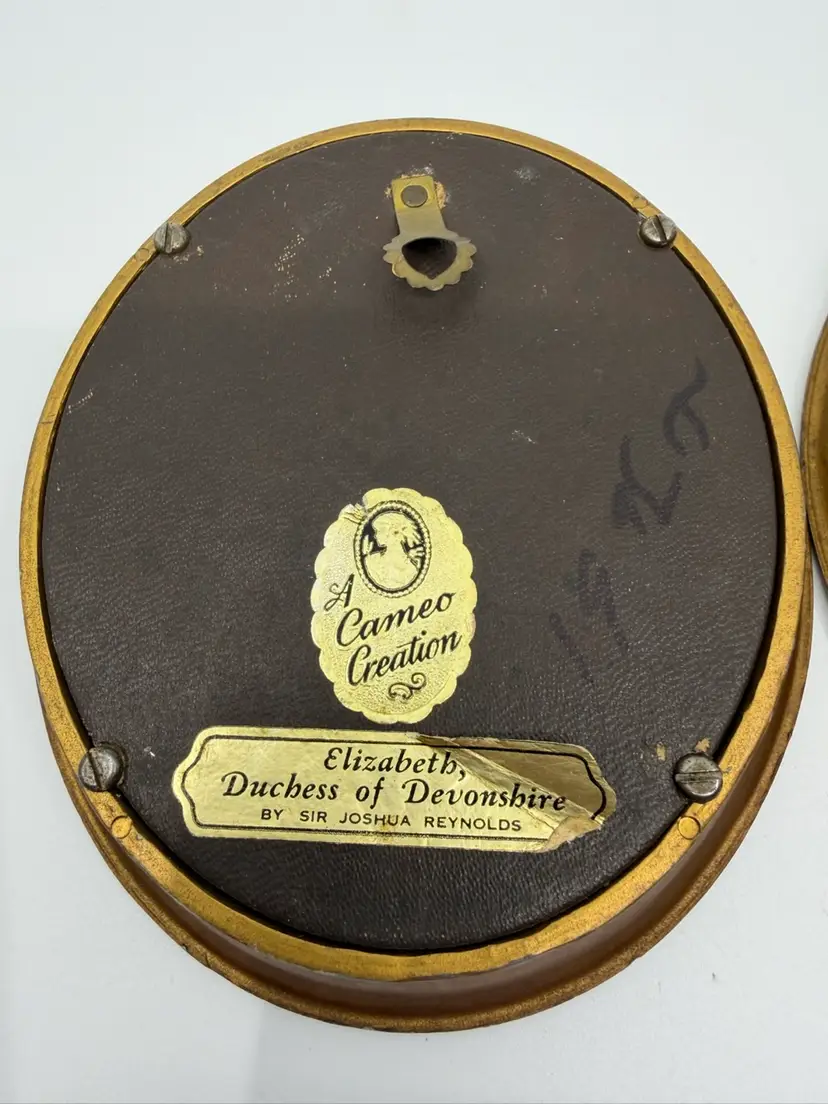 A
Cameo
Creation
Elizabeth,
Duchess of Devonshire
BY SIR JOSHUA REYNOLDS